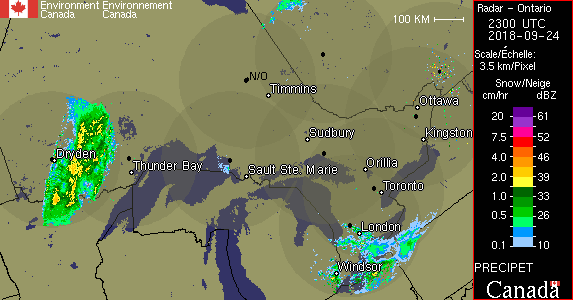 Environment Environnement
Canada Canada
100 KM
N/O
Timmins
Ottawa
Sudbury
Kingston
Dryden
Thunder Bay
Sault Ste. Marie
Orillia
Toronto
London
Windsor
Radar – Ontario
2300 UTC
2018-09-24
Scale/Échelle:
3.5 km/Pixel
Snow/Neige
cm/hr dBZ
20 61
7.5 57
5.5 52
4.0 46
2.0 39
1.0 33
0.5 26
0.1 10
PRECIPET
Canada